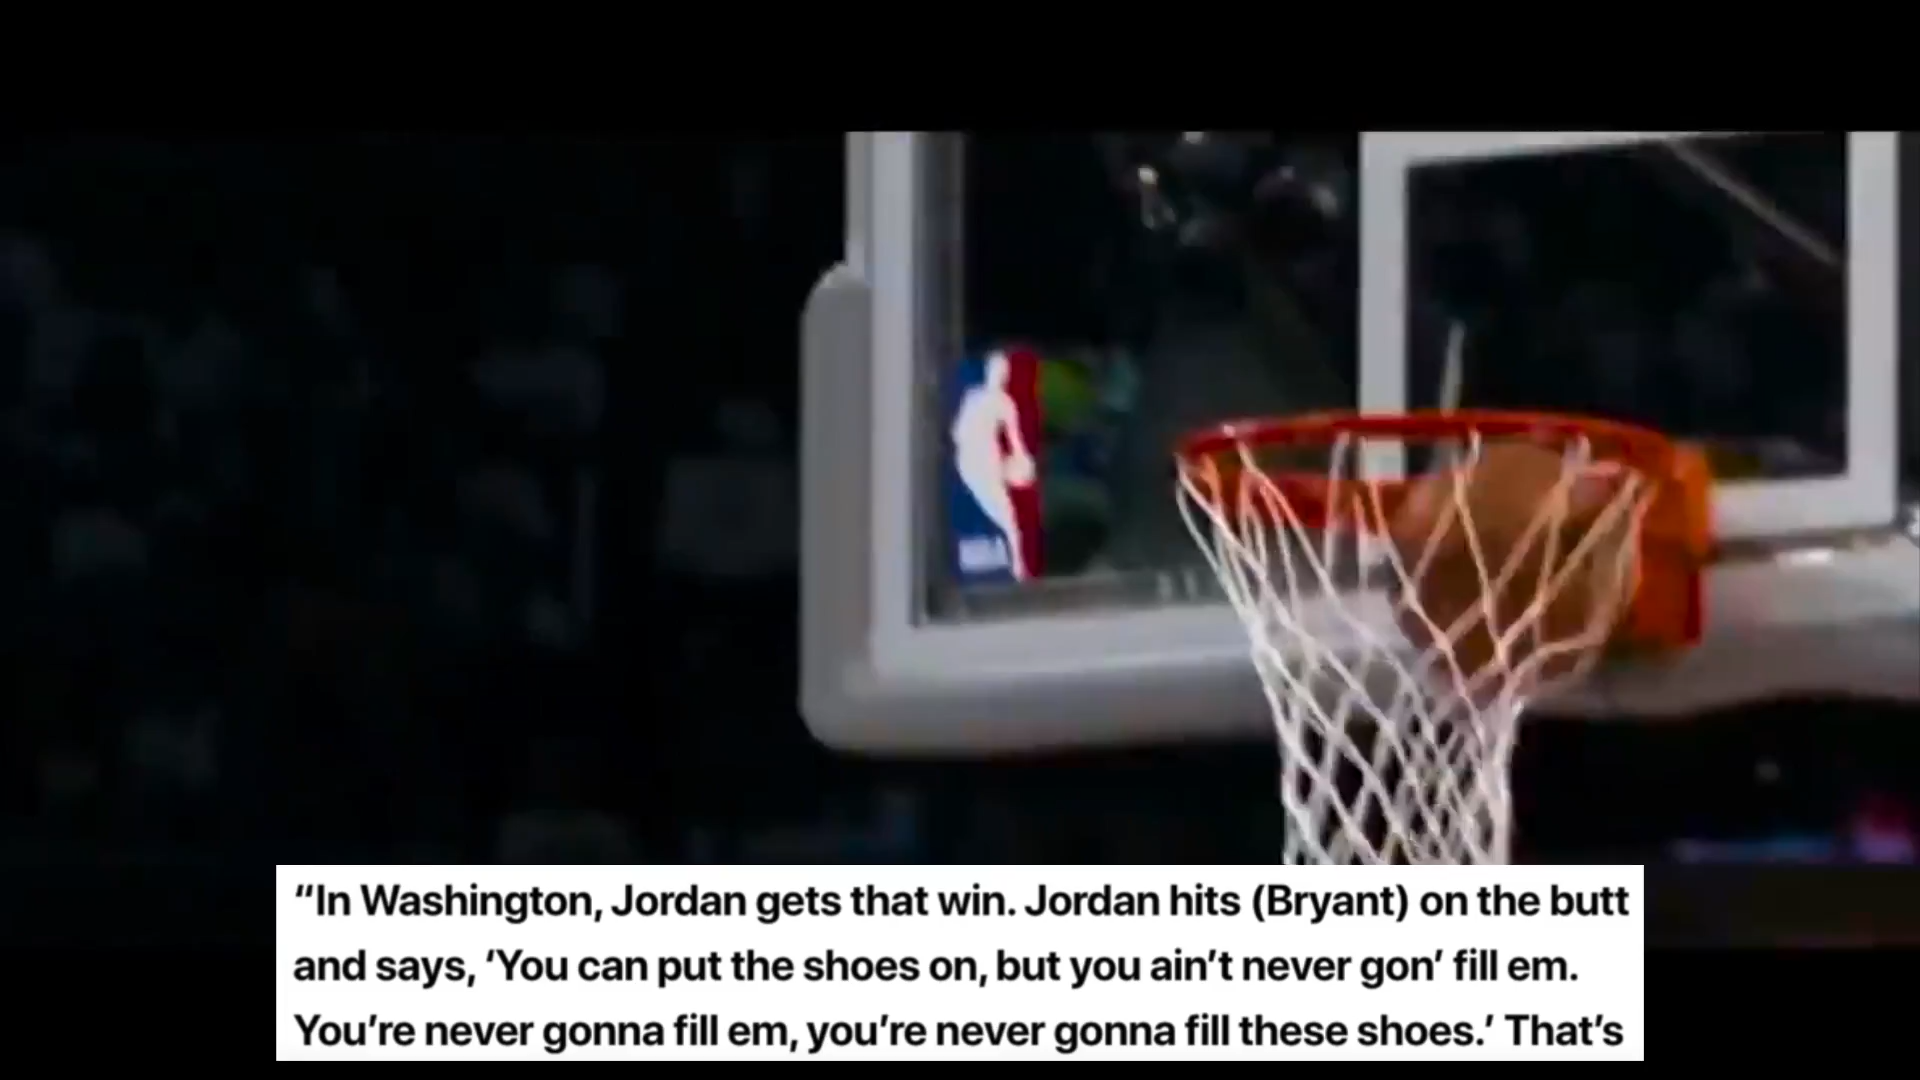 “In Washington, Jordan gets that win. Jordan hits (Bryant) on the butt
and says, ‘You can put the shoes on, but you ain’t never gon’ fill em.
You’re never gonna fill em, you’re never gonna fill these shoes.’ That’s